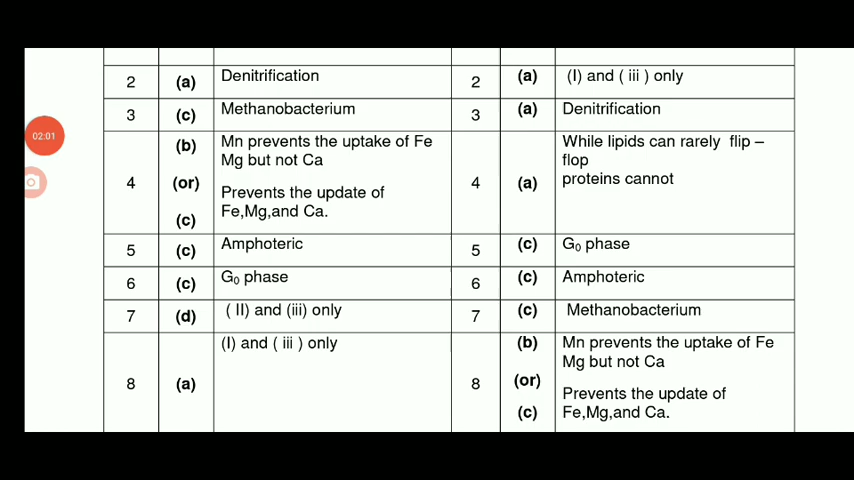 2 (a) Denitrification 2 (a) (I) and ( iii ) only
3 (c) Methanobacterium 3 (a) Denitrification
4 (b) (or) (c) Mn prevents the uptake of Fe
Mg but not Ca
Prevents the update of
Fe,Mg,and Ca.
4 (a) While lipids can rarely flip –
flop
proteins cannot
5 (c) Amphoteric 5 (c) G₀ phase
6 (c) G₀ phase 6 (c) Amphoteric
7 (d) ( II) and (iii) only 7 (c) Methanobacterium
8 (a) (I) and ( iii ) only
8 (b) (or) (c) Mn prevents the uptake of Fe
Mg but not Ca
Prevents the update of
Fe,Mg,and Ca.
02:01